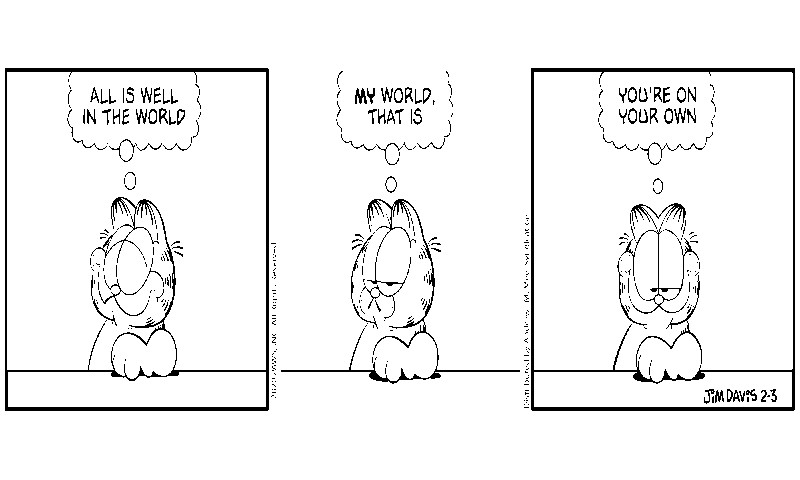 ALL IS WELL
IN THE WORLD
MY WORLD,
THAT IS
YOU'RE ON
YOUR OWN
JIM DAVIS 2-3